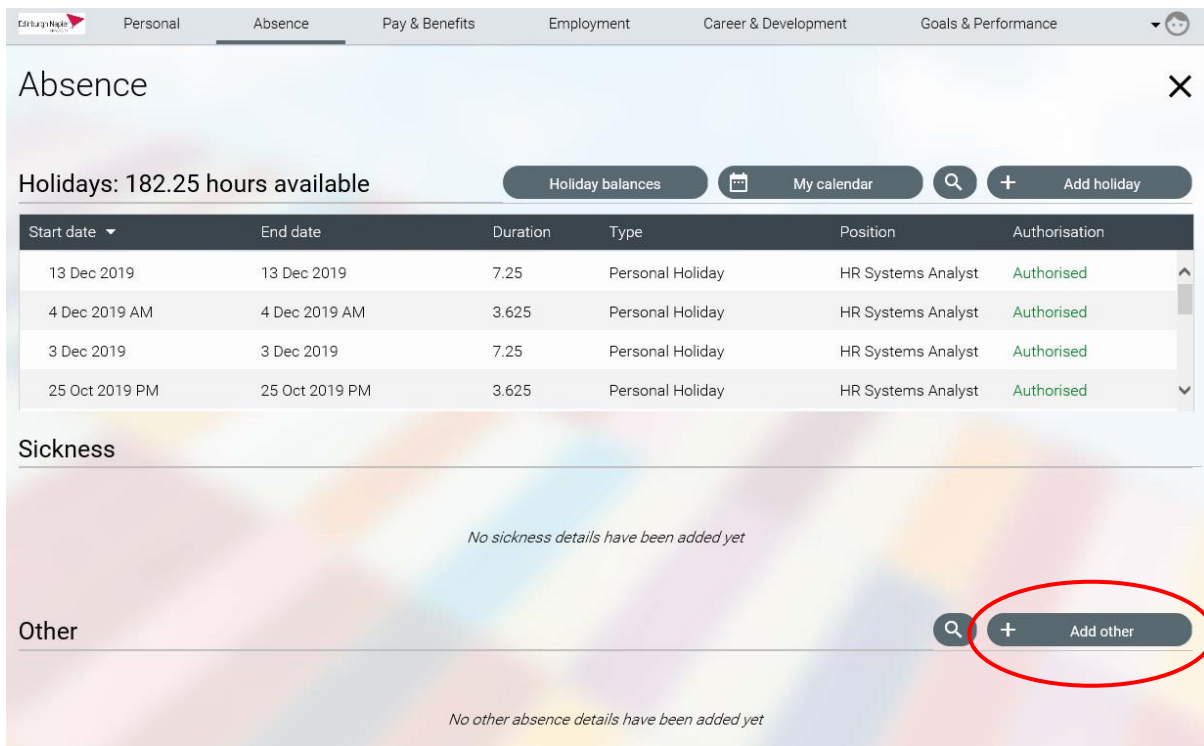 Edinburgh Napier
Personal Absence Pay & Benefits Employment Career & Development Goals & Performance
Absence
Holidays: 182.25 hours available Holiday balances My calendar + Add holiday
Start date End date Duration Type Position Authorisation
13 Dec 2019 13 Dec 2019 7.25 Personal Holiday HR Systems Analyst Authorised
4 Dec 2019 AM 4 Dec 2019 AM 3.625 Personal Holiday HR Systems Analyst Authorised
3 Dec 2019 3 Dec 2019 7.25 Personal Holiday HR Systems Analyst Authorised
25 Oct 2019 PM 25 Oct 2019 PM 3.625 Personal Holiday HR Systems Analyst Authorised
Sickness
No sickness details have been added yet
Other + Add other
No other absence details have been added yet